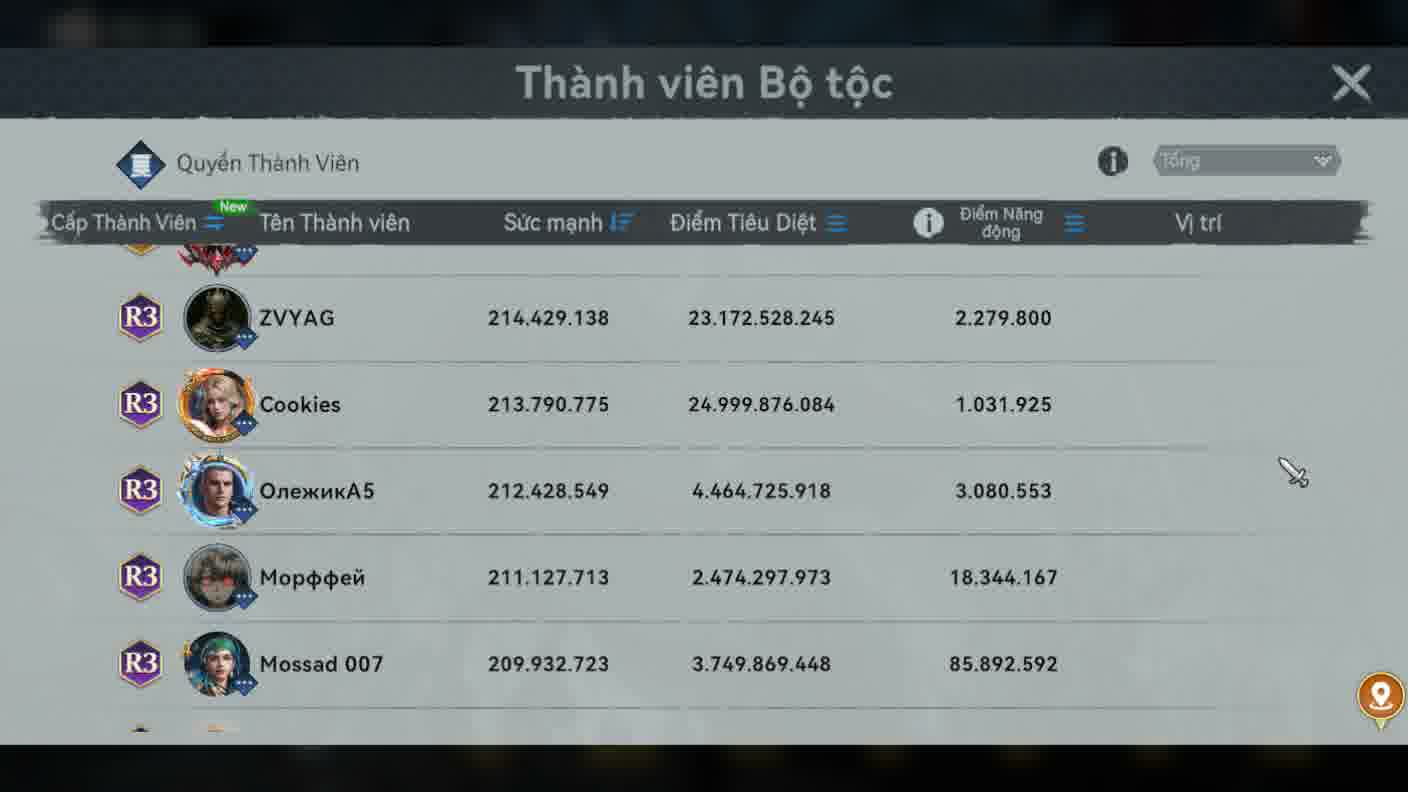 Thành viên Bộ tộc
Quyển Thành Viên
Tổng
New
Cấp Thành Viên Tên Thành viên Sức mạnh Điểm Tiêu Diệt Điểm Năng động Vị trí
R3 ZVYAG 214.429.138 23.172.528.245 2.279.800
R3 Cookies 213.790.775 24.999.876.084 1.031.925
R3 ОлежикА5 212.428.549 4.464.725.918 3.080.553
R3 Морффей 211.127.713 2.474.297.973 18.344.167
R3 Mossad 007 209.932.723 3.749.869.448 85.892.592